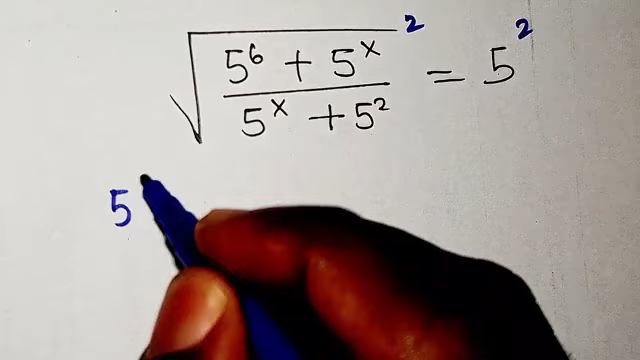 √((5⁶ + 5ˣ)/(5ˣ + 5²))² = 5²
5